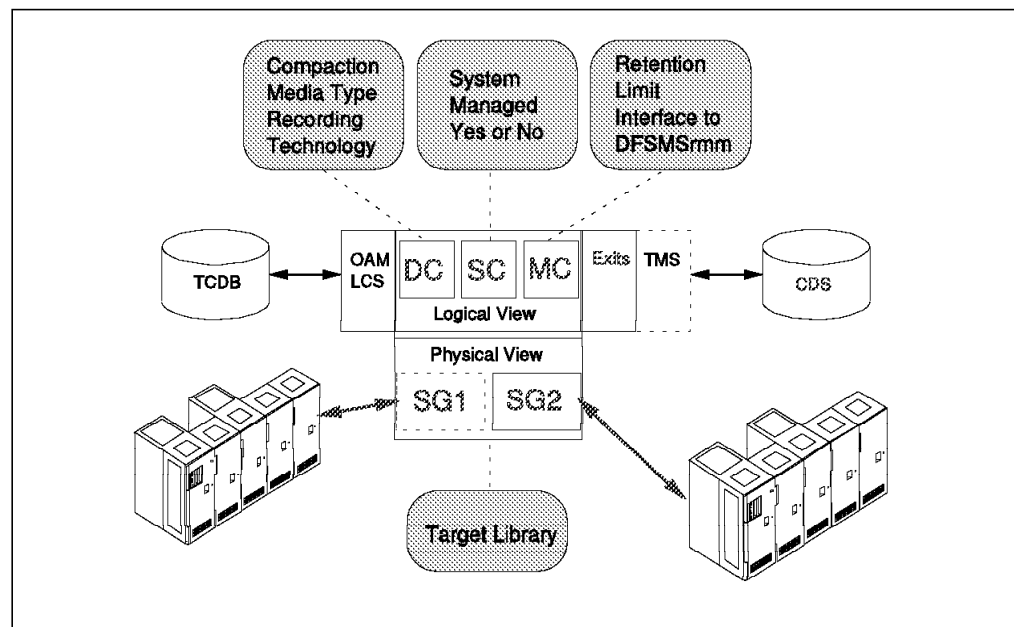 Compaction
Media Type
Recording
Technology
System
Managed
Yes or No
Retention
Limit
Interface to
DFSMSrmm
TCDB
OAM
LCS
DC
SC
MC
Exits
TMS
CDS
Logical View
Physical View
SG1
SG2
Target Library